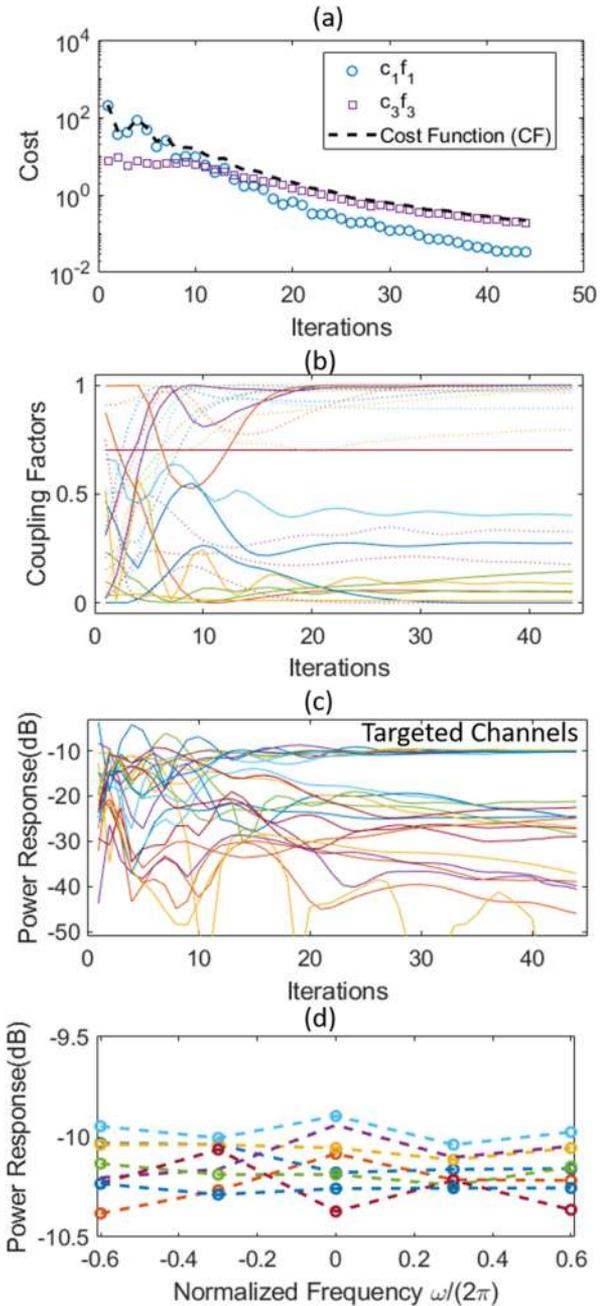 (a)
10^4
10^2
10^0
10^-2
Cost
c_1f_1
c_3f_3
Cost Function (CF)
0 10 20 30 40 50
Iterations
(b)
1
0.5
0
Coupling Factors
0 10 20 30 40
Iterations
(c)
Targeted Channels
-10
-20
-30
-40
-50
Power Response(dB)
0 10 20 30 40
Iterations
(d)
-9.5
-10
-10.5
Power Response(dB)
-0.6 -0.4 -0.2 0 0.2 0.4 0.6
Normalized Frequency ω/(2π)